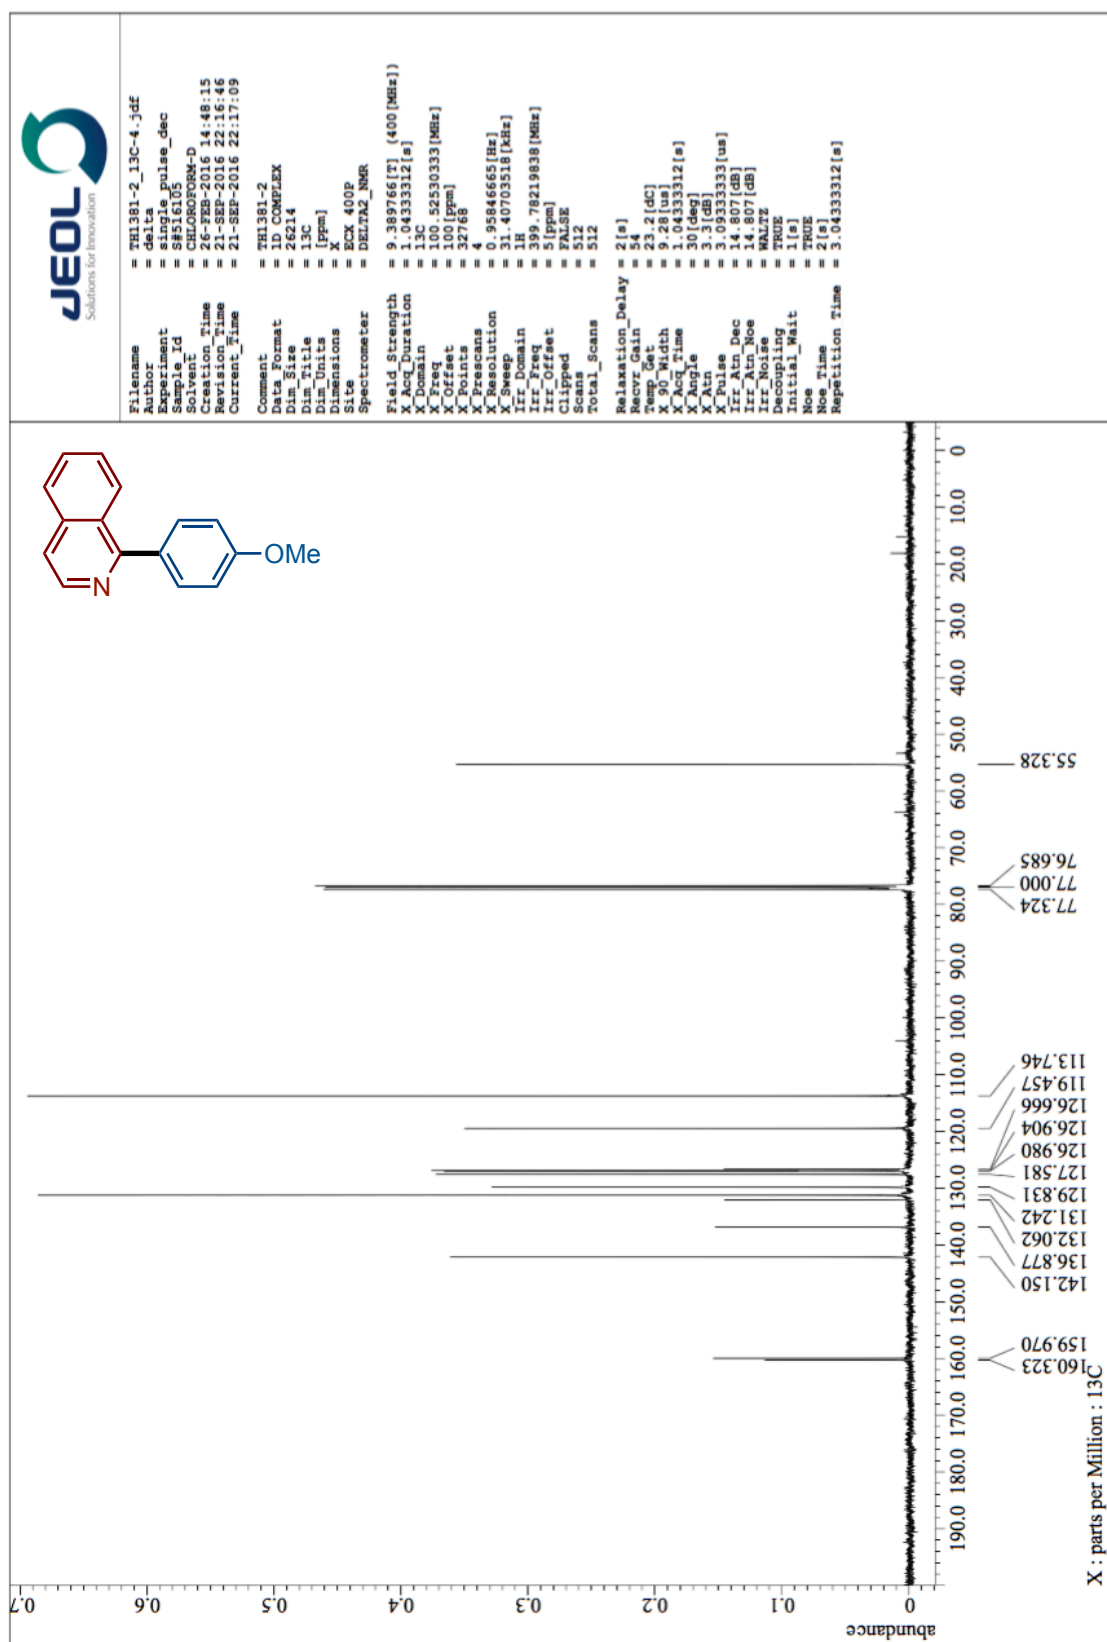 JEOL
Solutions for Innovation
Filename = TH1381-2_13C-4.jdf
Author = delta
Experiment = single_pulse_dec
Sample_Id = S#516105
Solvent = CHLOROFORM-D
Creation_Time = 26-FEB-2016 14:48:15
Revision_Time = 21-SEP-2016 22:16:46
Current_Time = 21-SEP-2016 22:17:09
Comment = TH1381-2
Data_Format = 1D COMPLEX
Dim_Size = 26214
Dim_Title = 13C
Dim_Units = [ppm]
Dimensions = X
Site = ECX 400P
Spectrometer = DELTA2_NMR
Field_Strength = 9.389766[T] (400[MHz])
X_Acq_Duration = 1.04333312[s]
X_Domain = 13C
X_Freq = 100.52530333[MHz]
X_Offset = 100[ppm]
X_Points = 32768
X_Prescans = 4
X_Resolution = 0.95846665[Hz]
X_Sweep = 31.40703518[kHz]
Irr_Domain = 1H
Irr_Freq = 399.78219838[MHz]
Irr_Offset = 5[ppm]
Clipped = FALSE
Scans = 512
Total_Scans = 512
Relaxation_Delay = 2[s]
Recvr_Gain = 54
Temp_Get = 23.2[dC]
X_90_Width = 9.28[us]
X_Acq_Time = 1.04333312[s]
X_Angle = 30[deg]
X_Atn = 3.3[dB]
X_Pulse = 3.09333333[us]
Irr_Atn_Dec = 14.807[dB]
Irr_Atn_Noe = 14.807[dB]
Irr_Noise = WALTZ
Decoupling = TRUE
Initial_Wait = 1[s]
Noe = TRUE
Noe_Time = 2[s]
Repetition_Time = 3.04333312[s]
N
OMe
abundance
0 0.1 0.2 0.3 0.4 0.5 0.6 0.7
190.0 180.0 170.0 160.0 150.0 140.0 130.0 120.0 110.0 100.0 90.0 80.0 70.0 60.0 50.0 40.0 30.0 20.0 10.0 0
160.323
159.970
142.150
136.877
132.062
131.242
129.831
127.581
126.980
126.904
126.666
119.457
113.746
77.324
77.000
76.685
55.328
X : parts per Million : 13C